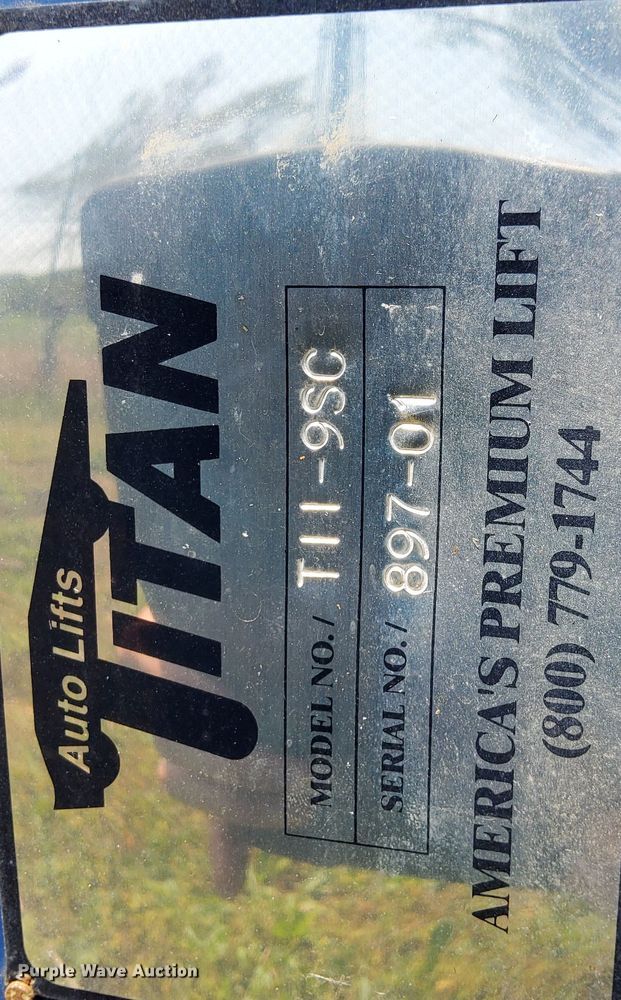 Auto Lifts
TITAN
MODEL NO./ TII-9SC
SERIAL NO./ 897-01
AMERICA'S PREMIUM LIFT
(800) 779-1744
Purple Wave Auction